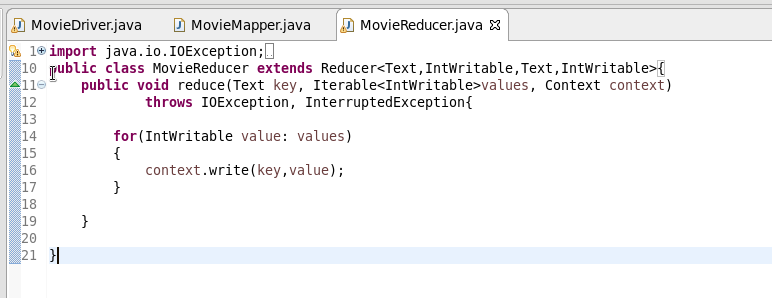 MovieDriver.java MovieMapper.java MovieReducer.java
1 import java.io.IOException;
10 public class MovieReducer extends Reducer<Text,IntWritable,Text,IntWritable>{
11 public void reduce(Text key, Iterable<IntWritable>values, Context context)
12 throws IOException, InterruptedException{
13
14 for(IntWritable value: values)
15 {
16 context.write(key,value);
17 }
18
19 }
20
21 }